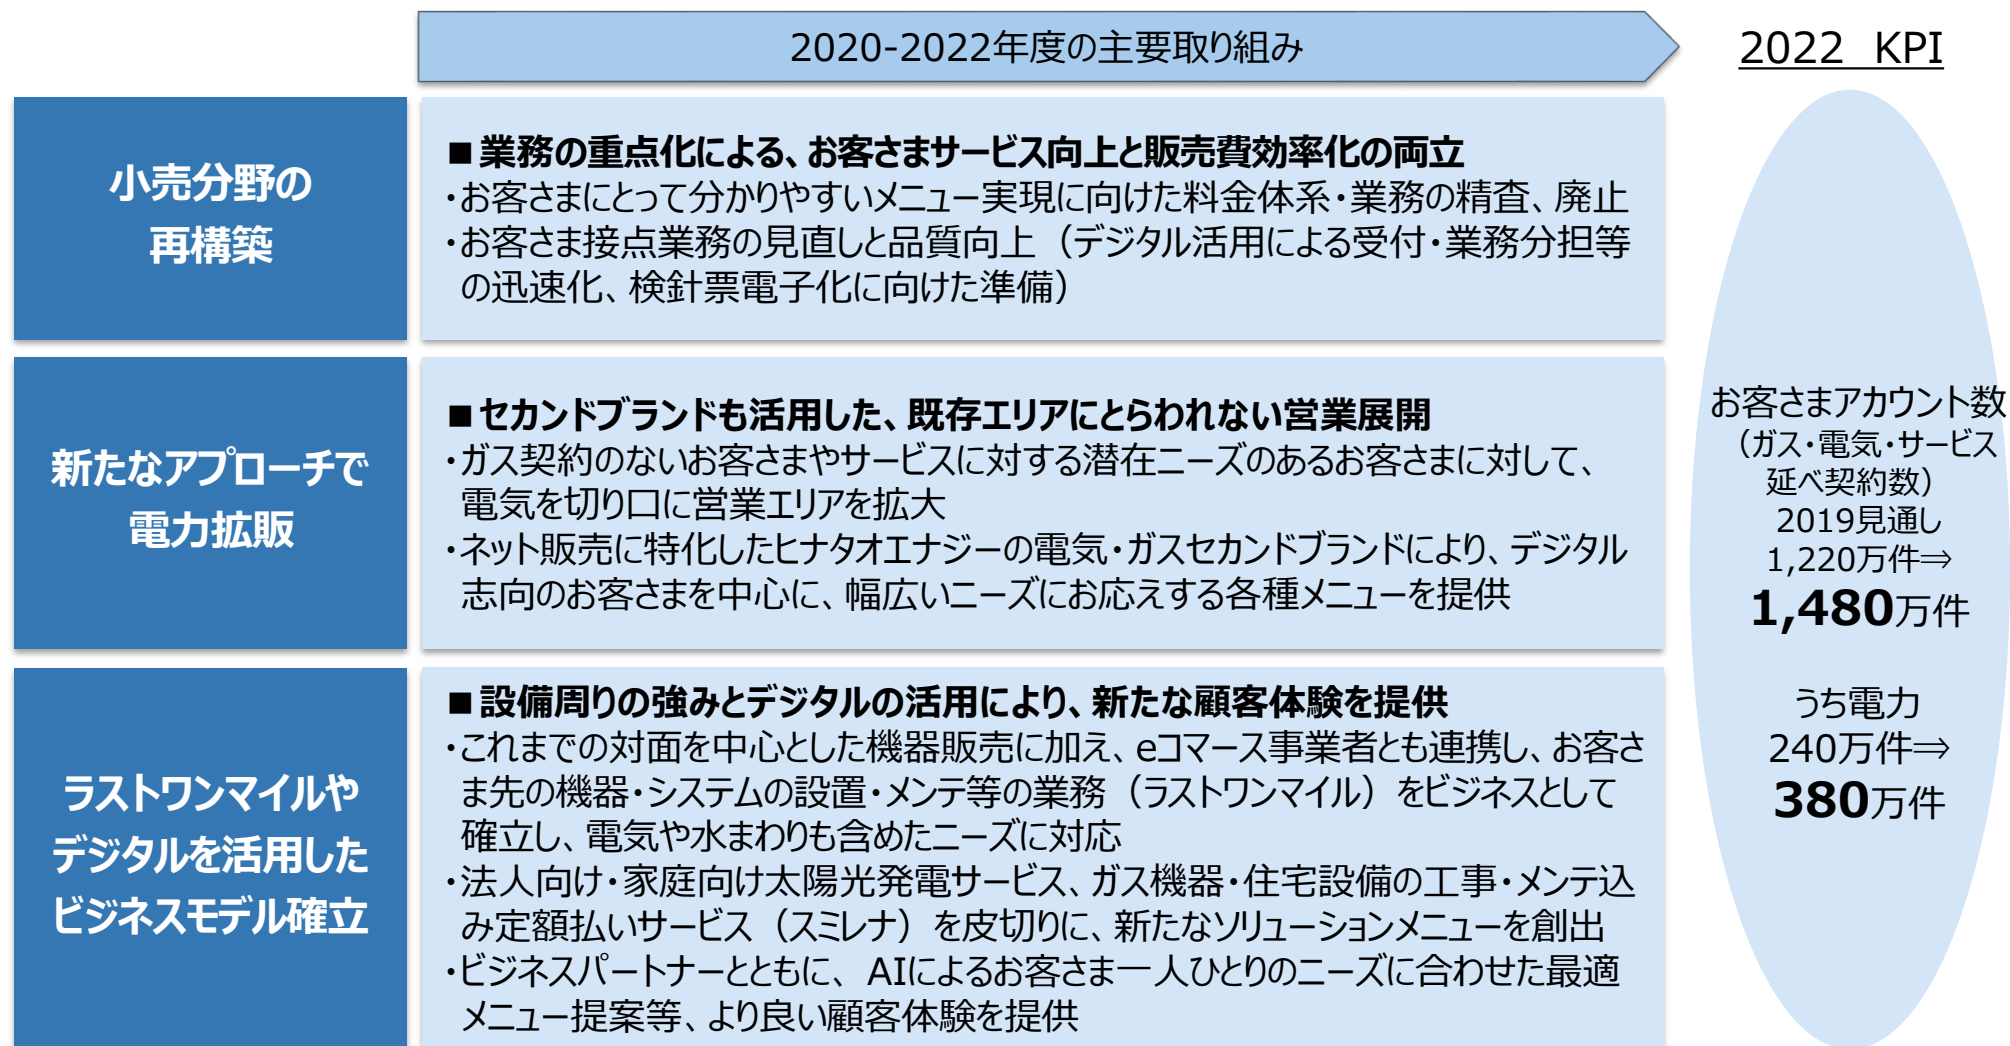 2020-2022年度の主要取り組み
2022 KPI
小売分野の
再構築
■業務の重点化による、お客さまサービス向上と販売費効率化の両立
・お客さまにとって分かりやすいメニュー実現に向けた料金体系・業務の精査、廃止
・お客さま接点業務の見直しと品質向上（デジタル活用による受付・業務分担等
の迅速化、検針票電子化に向けた準備）
新たなアプローチで
電力拡販
■セカンドブランドも活用した、既存エリアにとらわれない営業展開
・ガス契約のないお客さまやサービスに対する潜在ニーズのあるお客さまに対して、
電気を切り口に営業エリアを拡大
・ネット販売に特化したヒナタオエナジーの電気・ガスセカンドブランドにより、デジタル
志向のお客さまを中心に、幅広いニーズにお応えする各種メニューを提供
ラストワンマイルや
デジタルを活用した
ビジネスモデル確立
■設備周りの強みとデジタルの活用により、新たな顧客体験を提供
・これまでの対面を中心とした機器販売に加え、eコマース事業者とも連携し、お客さ
ま先の機器・システムの設置・メンテ等の業務（ラストワンマイル）をビジネスとして
確立し、電気や水まわりも含めたニーズに対応
・法人向け・家庭向け太陽光発電サービス、ガス機器・住宅設備の工事・メンテ込
み定額払いサービス（スミレナ）を皮切りに、新たなソリューションメニューを創出
・ビジネスパートナーとともに、AIによるお客さま一人ひとりのニーズに合わせた最適
メニュー提案等、より良い顧客体験を提供
お客さまアカウント数
（ガス・電気・サービス
延べ契約数）
2019見通し
1,220万件⇒
1,480万件
うち電力
240万件⇒
380万件